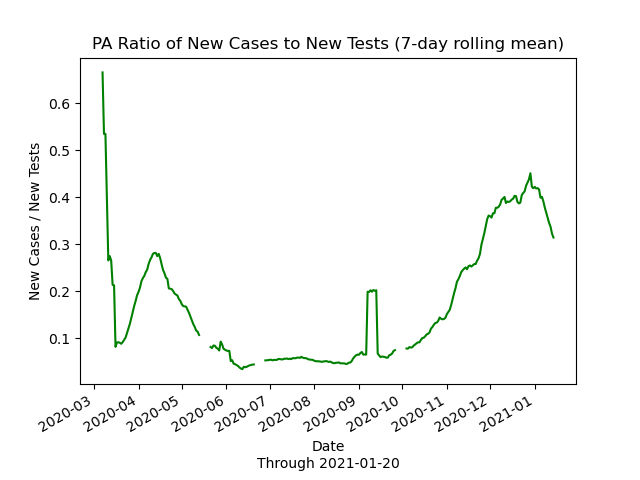 PA Ratio of New Cases to New Tests (7-day rolling mean)
New Cases / New Tests
0.6
0.5
0.4
0.3
0.2
0.1
2020-03 2020-04 2020-05 2020-06 2020-07 2020-08 2020-09 2020-10 2020-11 2020-12 2021-01
Date
Through 2021-01-20